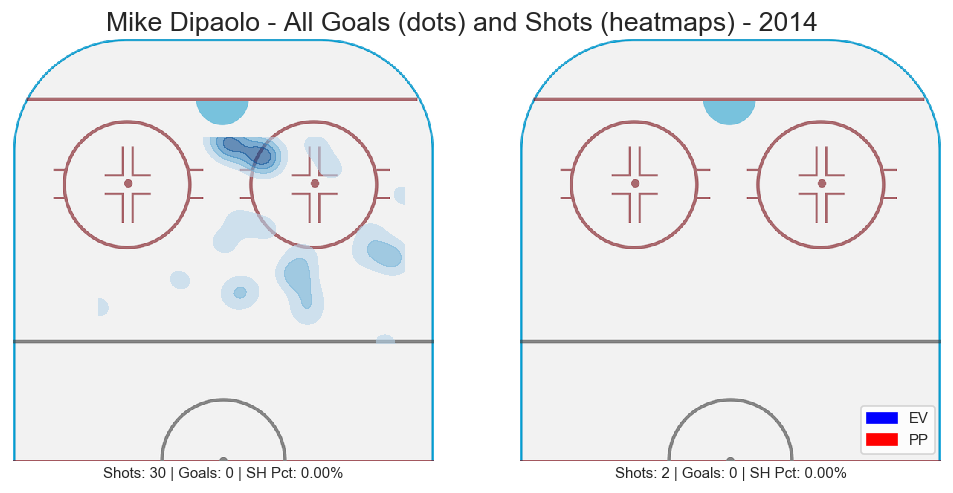 Mike Dipaolo - All Goals (dots) and Shots (heatmaps) - 2014
EV
PP
Shots: 30 | Goals: 0 | SH Pct: 0.00%
Shots: 2 | Goals: 0 | SH Pct: 0.00%